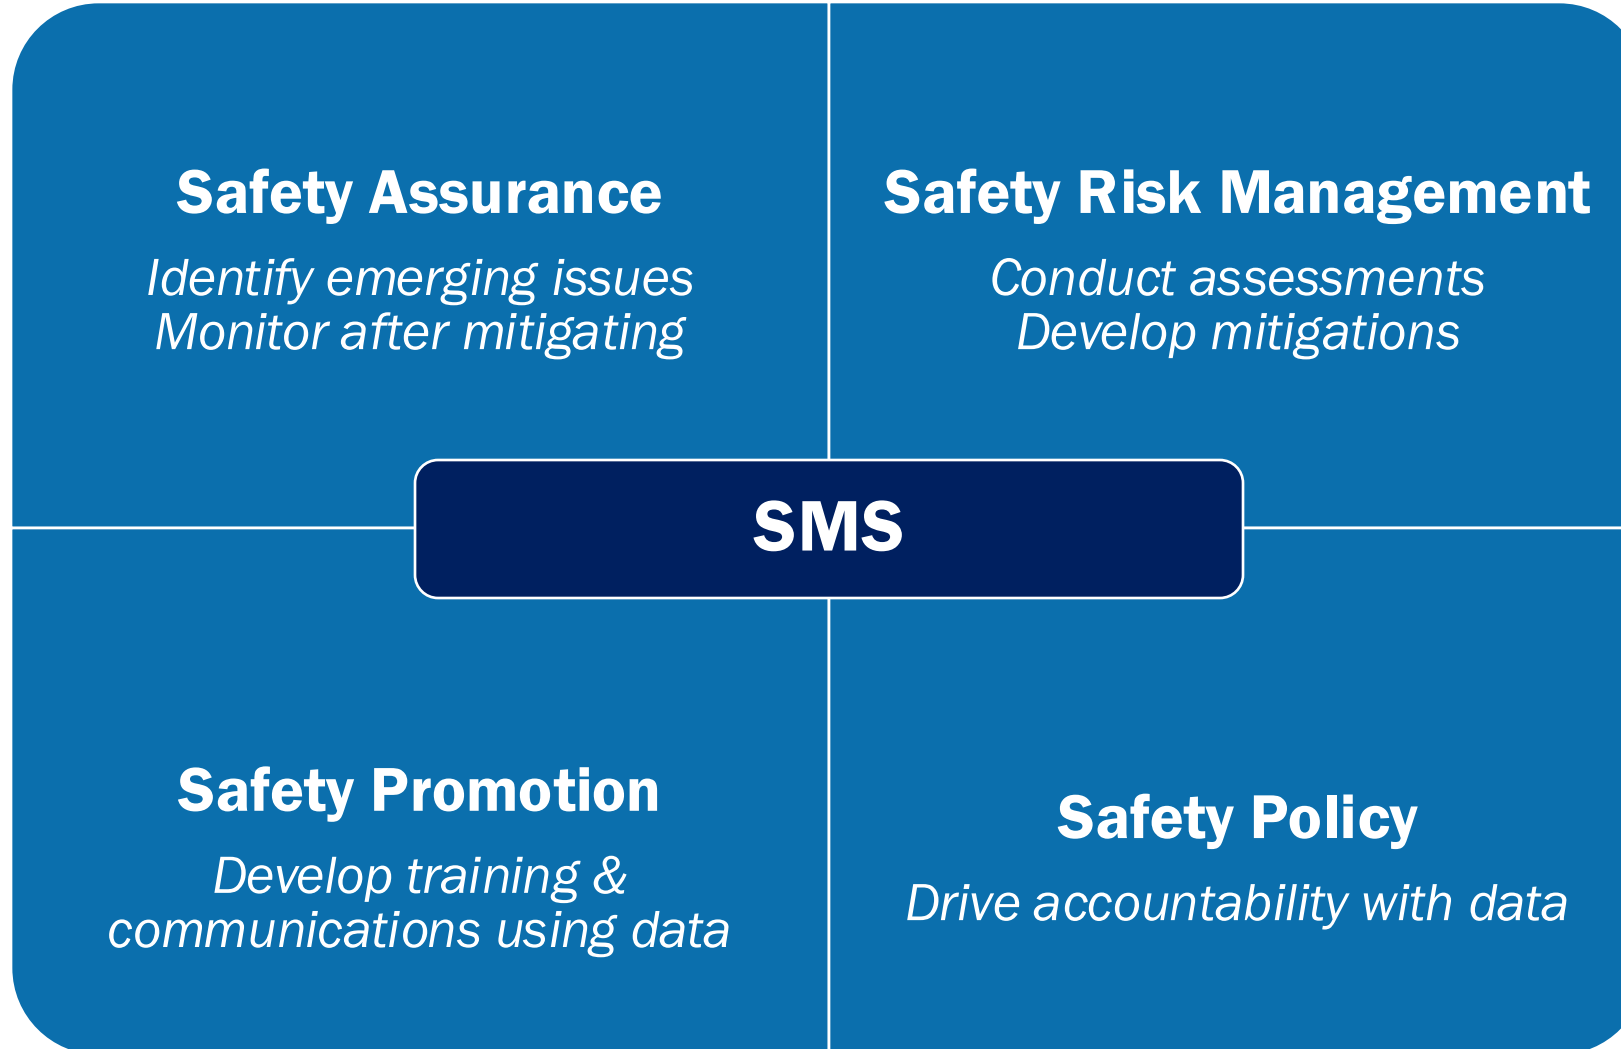 Safety Assurance
Identify emerging issues
Monitor after mitigating
Safety Risk Management
Conduct assessments
Develop mitigations
SMS
Safety Promotion
Develop training &
communications using data
Safety Policy
Drive accountability with data